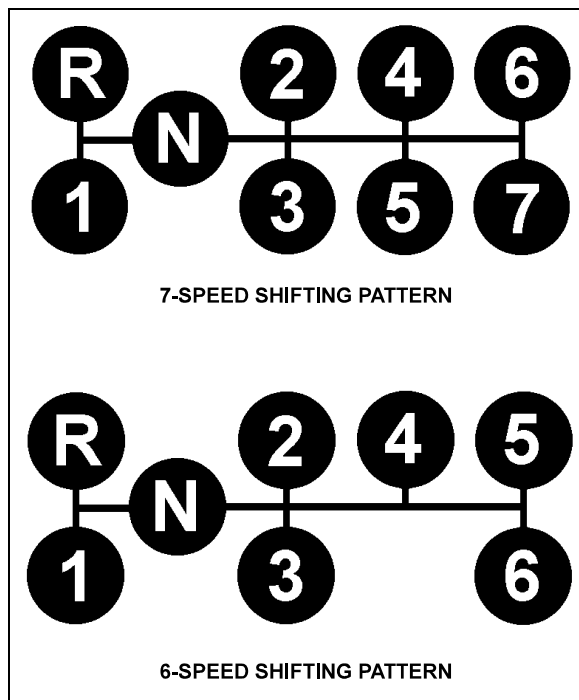 R 2 4 6
N
1 3 5 7
7-SPEED SHIFTING PATTERN
R 2 4 5
N
1 3 6
6-SPEED SHIFTING PATTERN